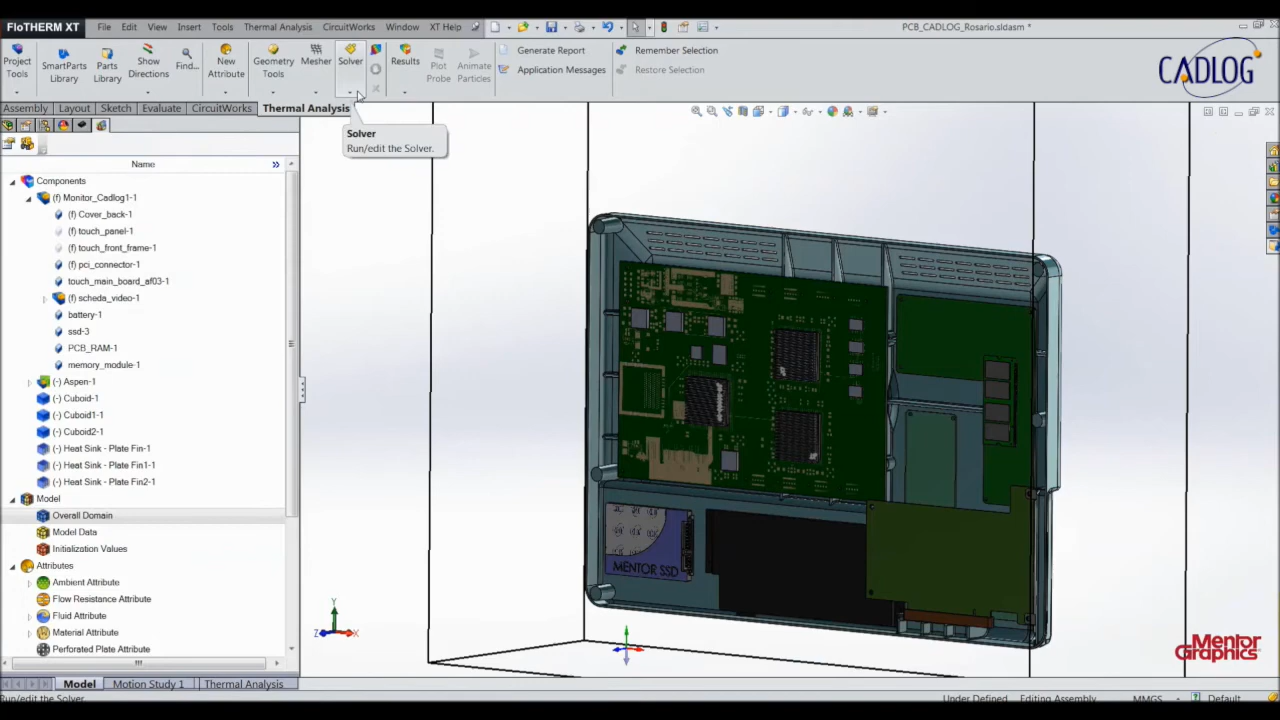 FloTHERM XT
File
Edit
View
Insert
Tools
Thermal Analysis
CircuitWorks
Window
XT Help
PCB_CADLOG_Rosario.sldasm *
Project Tools
SmartParts Library
Parts Library
Show Directions
Find...
New Attribute
Geometry Tools
Mesher
Solver
Results
Plot Probe
Animate Particles
Generate Report
Application Messages
Remember Selection
Restore Selection
CADLOG
Assembly
Layout
Sketch
Evaluate
CircuitWorks
Thermal Analysis
Solver
Run/edit the Solver.
Name
Components
(f) Monitor_Cadlog1-1
(f) Cover_back-1
(f) touch_panel-1
(f) touch_front_frame-1
(f) pci_connector-1
touch_main_board_af03-1
(f) scheda_video-1
battery-1
ssd-3
PCB_RAM-1
memory_module-1
(-) Aspen-1
(-) Cuboid-1
(-) Cuboid1-1
(-) Cuboid2-1
(-) Heat Sink - Plate Fin-1
(-) Heat Sink - Plate Fin1-1
(-) Heat Sink - Plate Fin2-1
Model
Overall Domain
Model Data
Initialization Values
Attributes
Ambient Attribute
Flow Resistance Attribute
Fluid Attribute
Material Attribute
Perforated Plate Attribute
MENTOR SSD
Y
Z
X
Mentor Graphics
Model
Motion Study 1
Thermal Analysis
Run/edit the Solver.
Under Defined
Editing Assembly
MMGS
Default